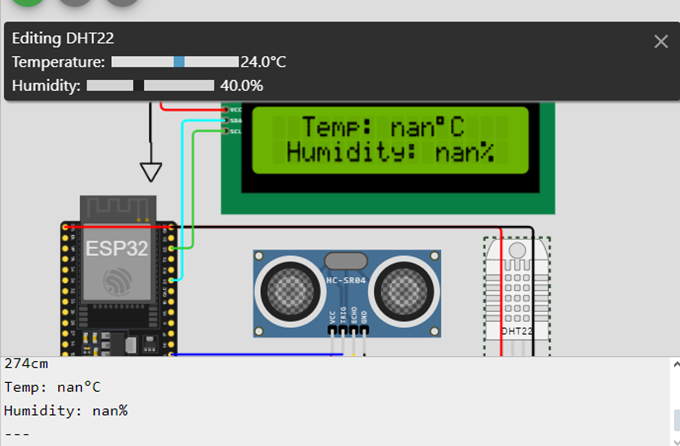 Editing DHT22
Temperature: 24.0°C
Humidity: 40.0%
VCC
SDA
SCL
Temp: nan°C
Humidity: nan%
ESP32
HC-SR04
VCC
TRIG
ECHO
GND
DHT22
274cm
Temp: nan°C
Humidity: nan%
---